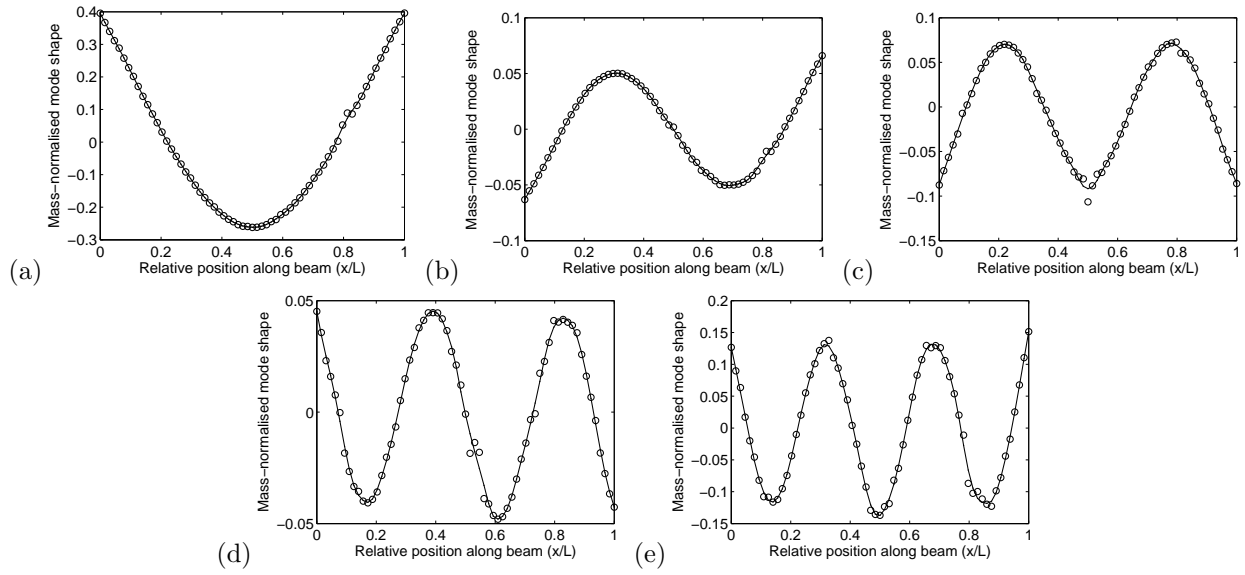 0.4
0.3
0.2
0.1
0
−0.1
−0.2
−0.3
0 0.2 0.4 0.6 0.8 1
Mass−normalised mode shape
Relative position along beam (x/L)
(a)
0.1
0.05
0
−0.05
−0.1
0 0.2 0.4 0.6 0.8 1
Mass−normalised mode shape
Relative position along beam (x/L)
(b)
0.1
0.05
0
−0.05
−0.1
−0.15
0 0.2 0.4 0.6 0.8 1
Mass−normalised mode shape
Relative position along beam (x/L)
(c)
0.05
0
−0.05
0 0.2 0.4 0.6 0.8 1
Mass−normalised mode shape
Relative position along beam (x/L)
(d)
0.2
0.15
0.1
0.05
0
−0.05
−0.1
−0.15
0 0.2 0.4 0.6 0.8 1
Mass−normalised mode shape
Relative position along beam (x/L)
(e)